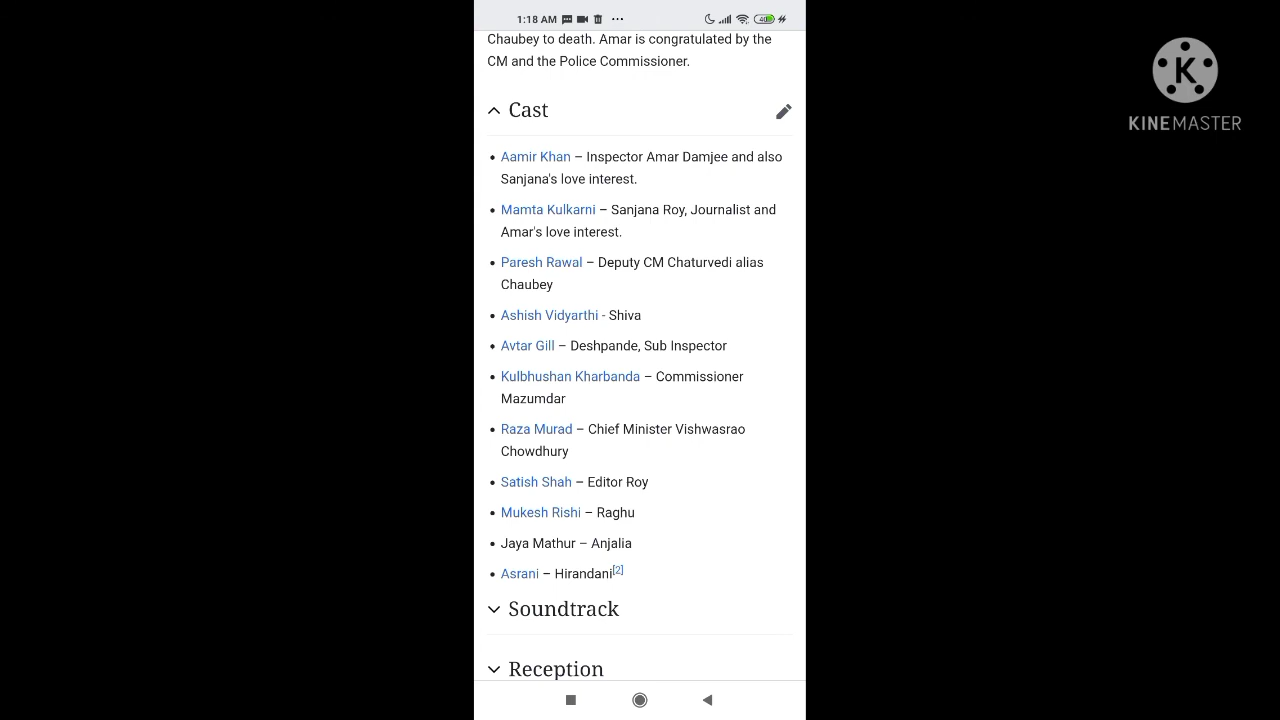 1:18 AM ...
40
Chaubey to death. Amar is congratulated by the
CM and the Police Commissioner.
Cast
• Aamir Khan – Inspector Amar Damjee and also
Sanjana's love interest.
• Mamta Kulkarni – Sanjana Roy, Journalist and
Amar's love interest.
• Paresh Rawal – Deputy CM Chaturvedi alias
Chaubey
• Ashish Vidyarthi - Shiva
• Avtar Gill – Deshpande, Sub Inspector
• Kulbhushan Kharbanda – Commissioner
Mazumdar
• Raza Murad – Chief Minister Vishwasrao
Chowdhury
• Satish Shah – Editor Roy
• Mukesh Rishi – Raghu
• Jaya Mathur – Anjalia
• Asrani – Hirandani[2]
Soundtrack
Reception
K
KINEMASTER